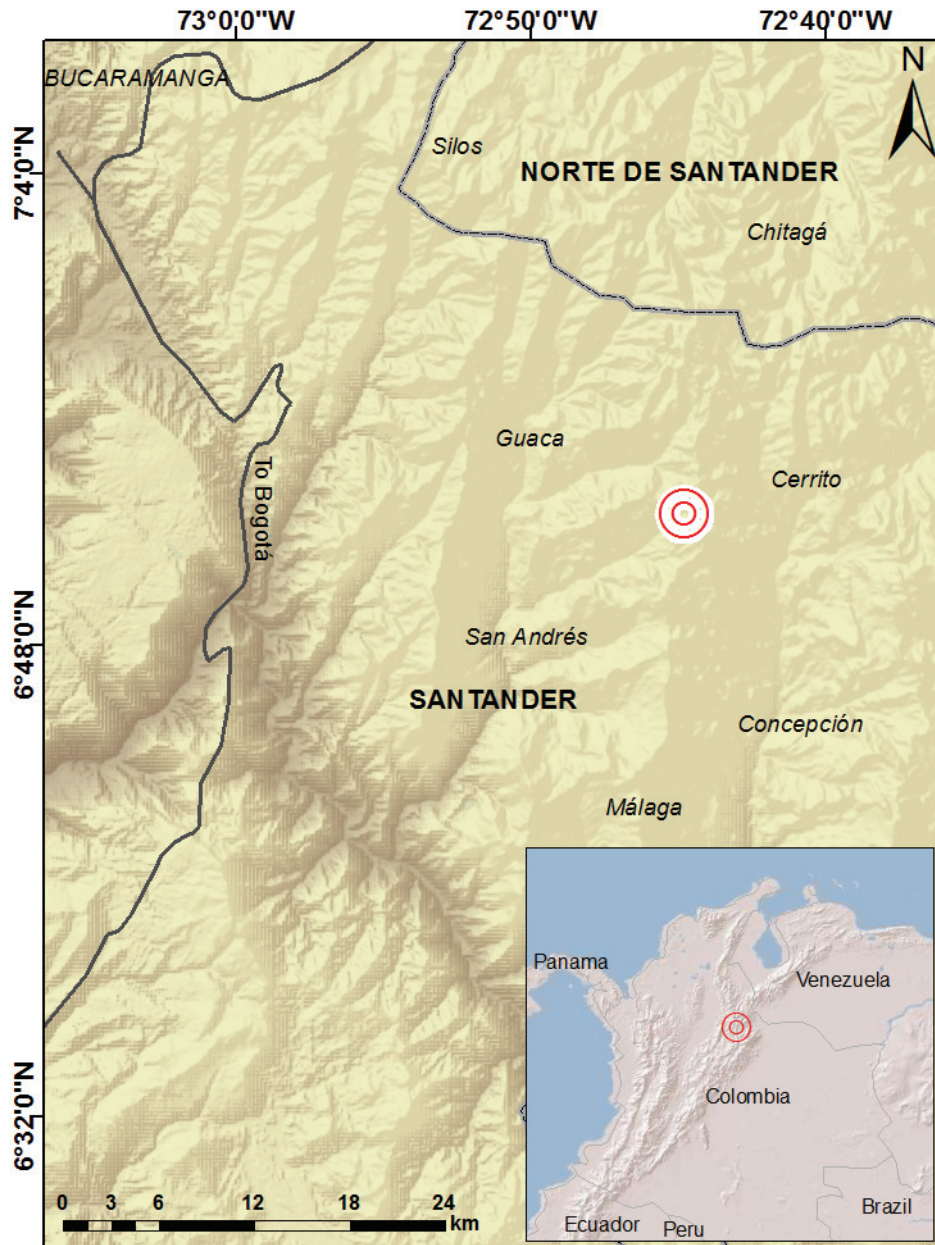 73°0'0"W 72°50'0"W 72°40'0"W
N
BUCARAMANGA
Silos
7°4'0"N
NORTE DE SANTANDER
Chitagá
Guaca
Cerrito
To Bogotá
San Andrés
6°48'0"N
SANTANDER
Concepción
Málaga
Panama
Venezuela
Colombia
6°32'0"N
Brazil
Ecuador
Peru
0 3 6 12 18 24
km